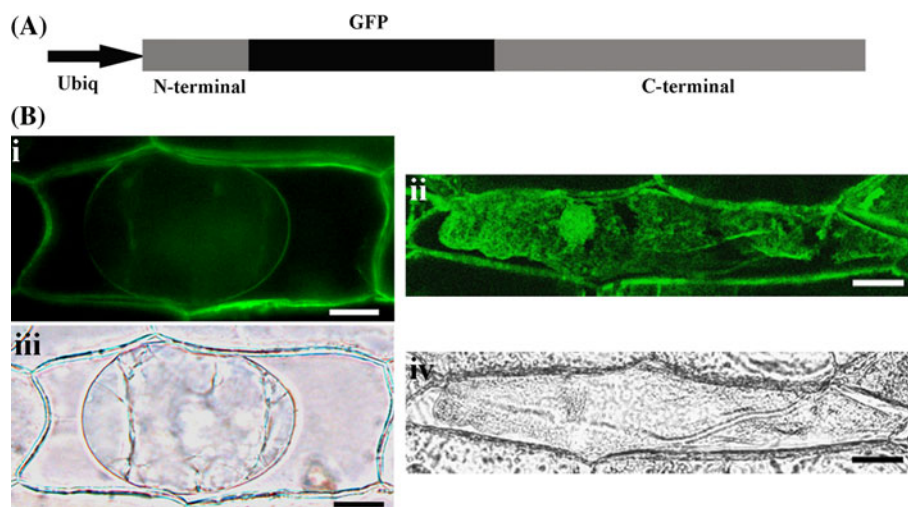 (A)
GFP
Ubiq
N-terminal
C-terminal
(B)
i
ii
iii
iv